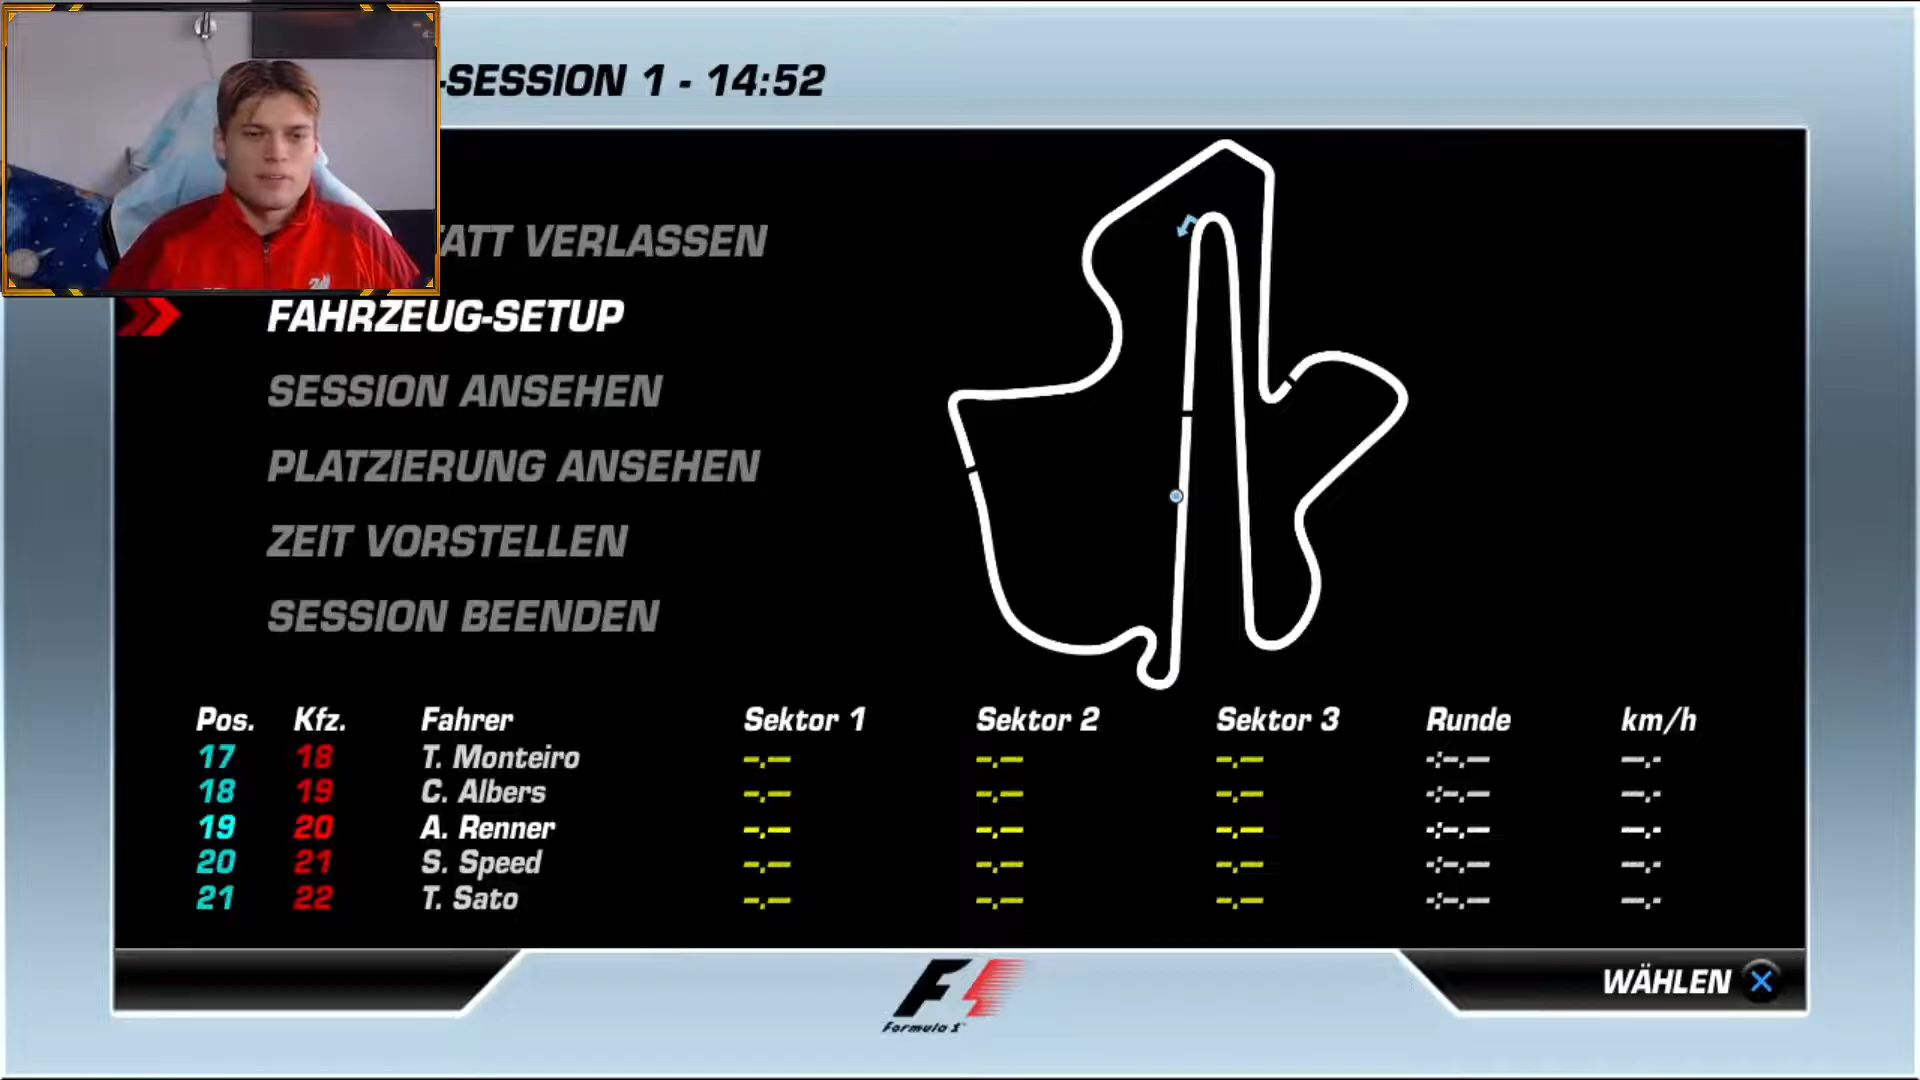 -SESSION 1 - 14:52
TATT VERLASSEN
FAHRZEUG-SETUP
SESSION ANSEHEN
PLATZIERUNG ANSEHEN
ZEIT VORSTELLEN
SESSION BEENDEN
Pos. Kfz. Fahrer Sektor 1 Sektor 2 Sektor 3 Runde km/h
17 18 T. Monteiro -.-- -.-- -.-- -:--.-- ---.-
18 19 C. Albers -.-- -.-- -.-- -:--.-- ---.-
19 20 A. Renner -.-- -.-- -.-- -:--.-- ---.-
20 21 S. Speed -.-- -.-- -.-- -:--.-- ---.-
21 22 T. Sato -.-- -.-- -.-- -:--.-- ---.-
F1
Formula 1
WÄHLEN